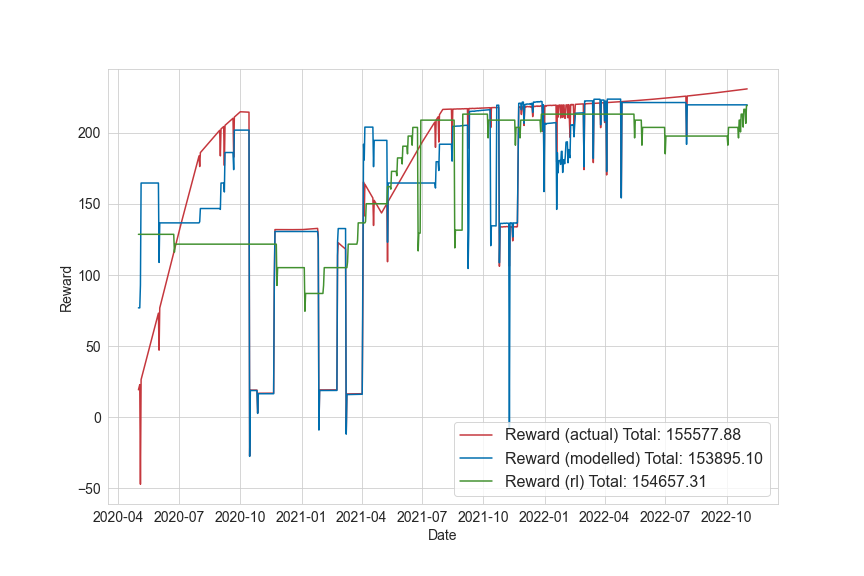 200
150
100
50
0
−50
Reward
Reward (actual) Total: 155577.88
Reward (modelled) Total: 153895.10
Reward (rl) Total: 154657.31
2020-04 2020-07 2020-10 2021-01 2021-04 2021-07 2021-10 2022-01 2022-04 2022-07 2022-10
Date